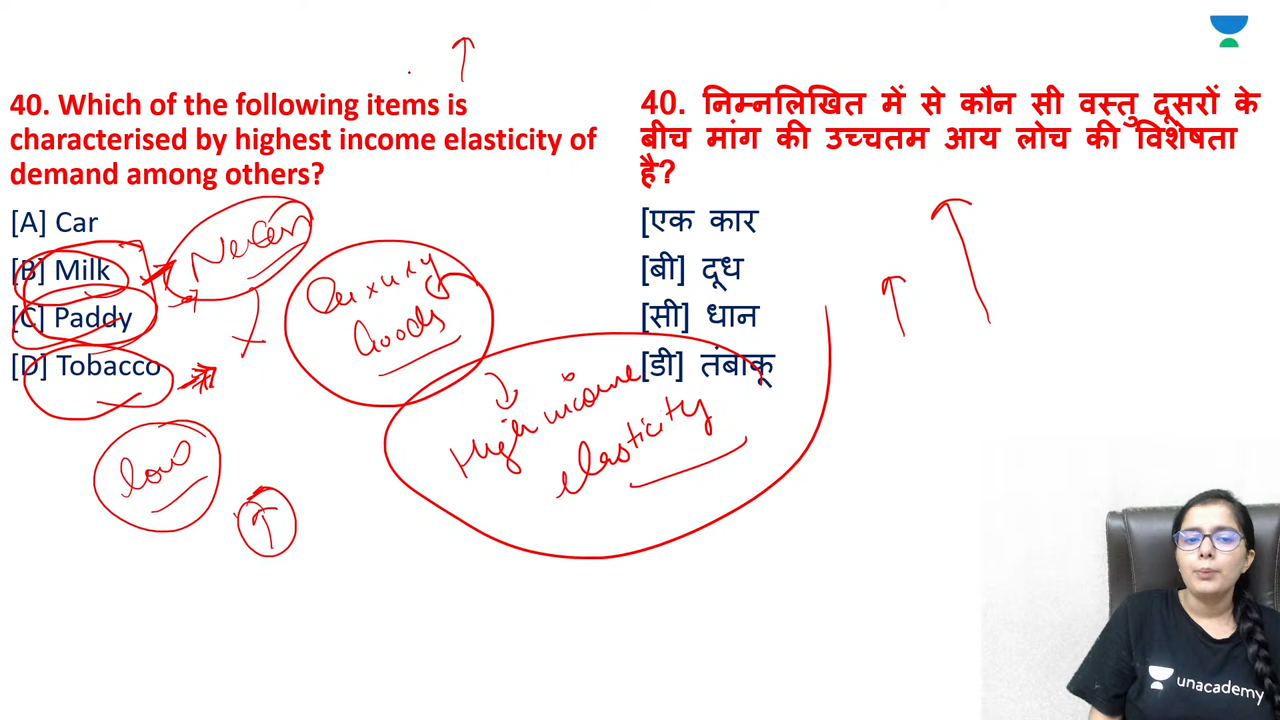 40. Which of the following items is
characterised by highest income elasticity of
demand among others?
[A] Car
[B] Milk
[C] Paddy
[D] Tobacco
Luxury
Goods
low
High income
elasticity
40. निम्नलिखित में से कौन सी वस्तु दूसरों के
बीच मांग की उच्चतम आय लोच की विशेषता
है?
[एक कार
[बी] दूध
[सी] धान
[डी] तंबाकू
unacademy